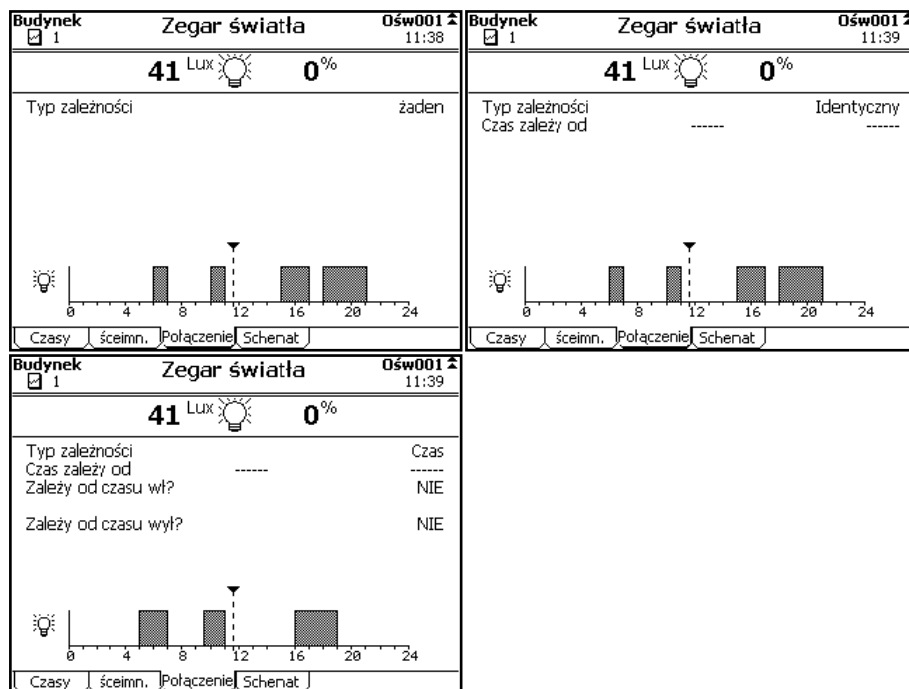 Budynek Zegar światła Ośw001
1 11:38
41 Lux 0%
Typ zależności żaden
0 4 8 12 16 20 24
Czasy ściemn. Połączenie Schenat
Budynek Zegar światła Ośw001
1 11:39
41 Lux 0%
Typ zależności Identyczny
Czas zależy od ------ ------
0 4 8 12 16 20 24
Czasy ściemn. Połączenie Schenat
Budynek Zegar światła Ośw001
1 11:39
41 Lux 0%
Typ zależności Czas
Czas zależy od ------ ------
Zależy od czasu wł? NIE
Zależy od czasu wył? NIE
0 4 8 12 16 20 24
Czasy ściemn. Połączenie Schenat